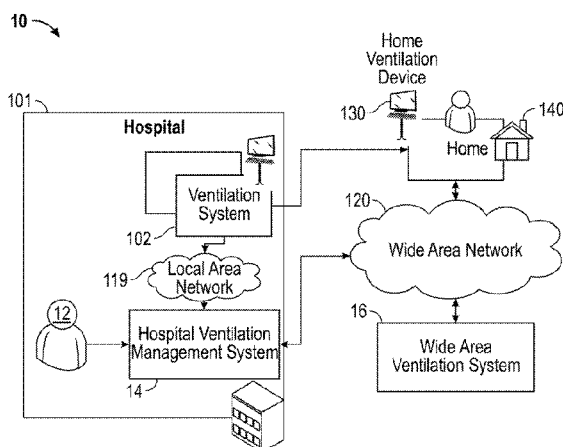 10
Home
Ventilation
Device
101
Hospital
130
140
Home
Ventilation
System
102
120
Wide Area Network
119
Local Area
Network
12
Hospital Ventilation
Management System
14
16
Wide Area
Ventilation System